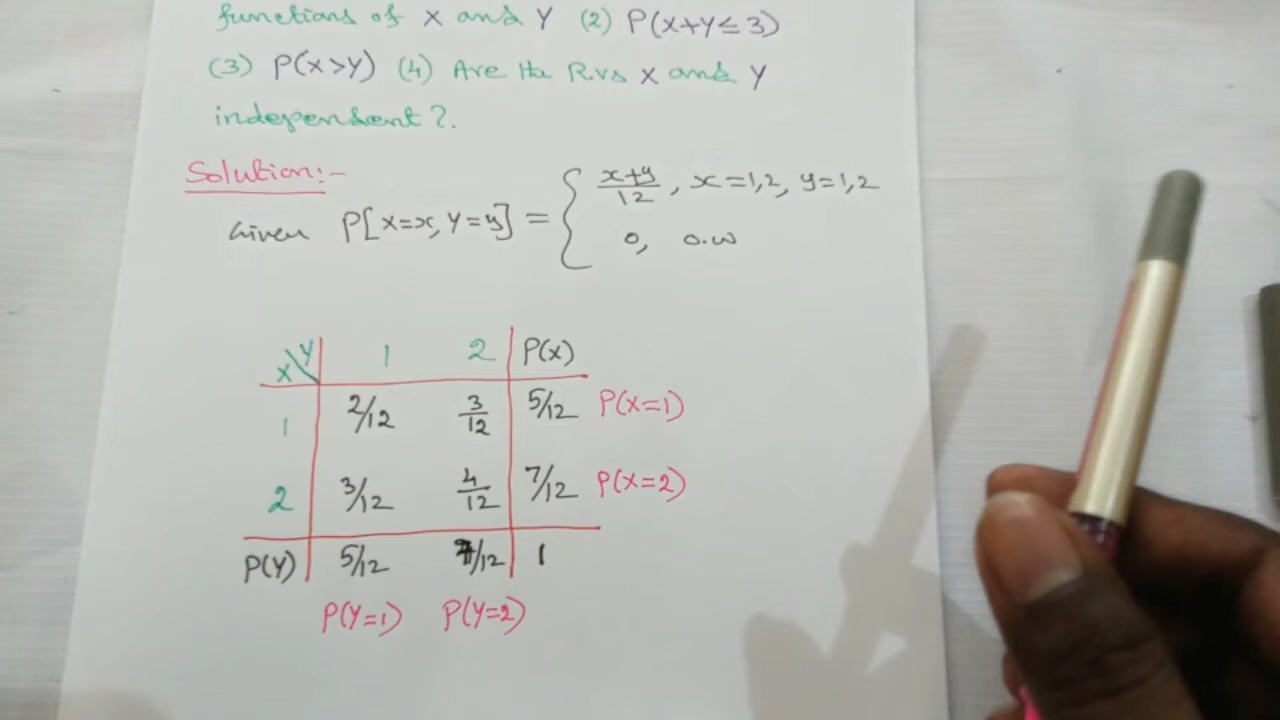 functions of X and Y (2) P(X+Y≤3)
(3) P(X>Y) (4) Are the R.vs X and Y
independent?.
Solution:-
Given P[X=x, Y=y] = { x+y/12, x=1,2, y=1,2
0, o.w
X\Y 1 2 P(X)
1 2/12 3/12 5/12 P(X=1)
2 3/12 4/12 7/12 P(X=2)
P(Y) 5/12 7/12 1
P(Y=1) P(Y=2)